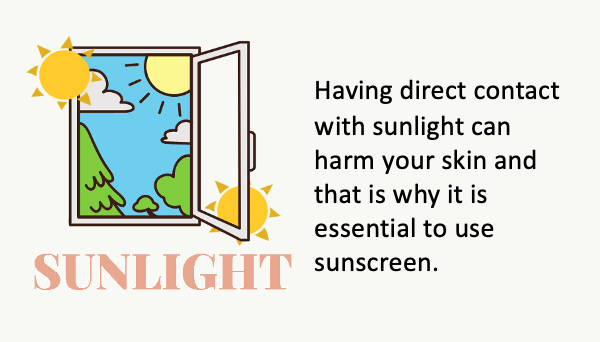 SUNLIGHT
Having direct contact
with sunlight can
harm your skin and
that is why it is
essential to use
sunscreen.